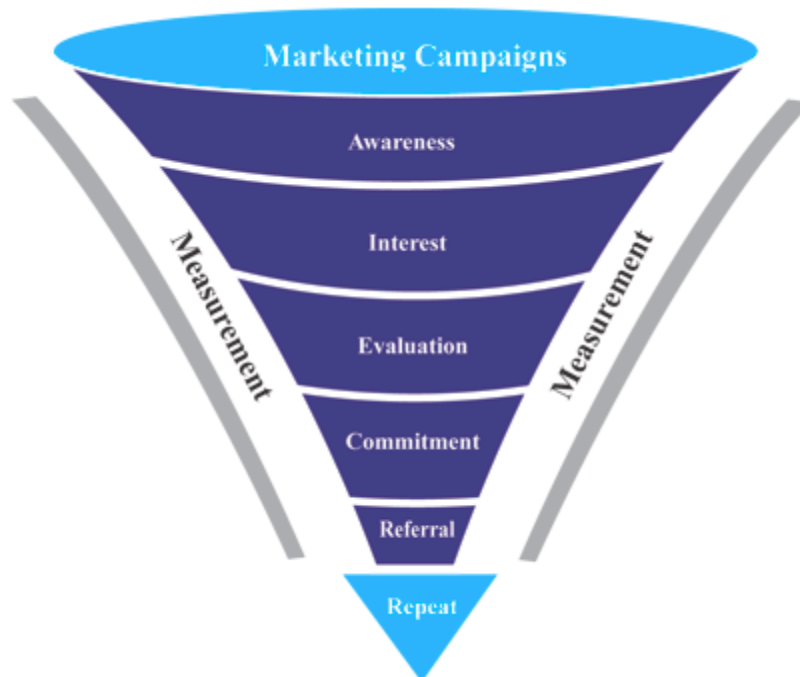 Marketing Campaigns
Awareness
Interest
Measurement
Measurement
Evaluation
Commitment
Referral
Repeat